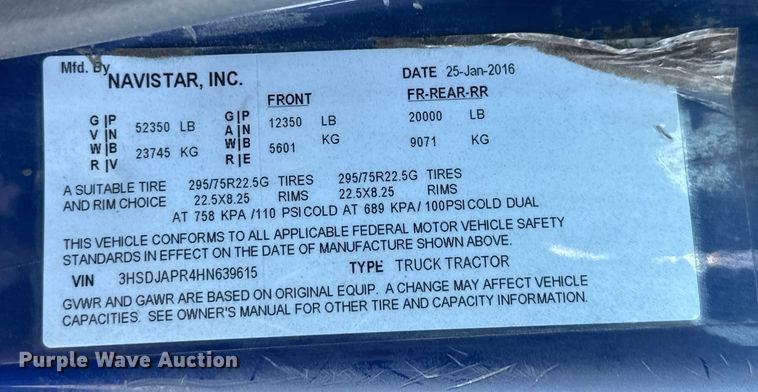 Mfd. By
NAVISTAR, INC.
DATE 25-Jan-2016
FRONT FR-REAR-RR
G|P 52350 LB G|P 12350 LB 20000 LB
V|N A|N
W|B 23745 KG W|B 5601 KG 9071 KG
R|V R|E
A SUITABLE TIRE 295/75R22.5G TIRES 295/75R22.5G TIRES
AND RIM CHOICE 22.5X8.25 RIMS 22.5X8.25 RIMS
AT 758 KPA/110 PSI COLD AT 689 KPA/100PSI COLD DUAL
THIS VEHICLE CONFORMS TO ALL APPLICABLE FEDERAL MOTOR VEHICLE SAFETY
STANDARDS IN EFFECT ON THE DATE OF MANUFACTURE SHOWN ABOVE.
VIN 3HSDJAPR4HN639615 TYPE TRUCK TRACTOR
GVWR AND GAWR ARE BASED ON ORIGINAL EQUIP. A CHANGE MAY AFFECT VEHICLE
CAPACITIES. SEE OWNER'S MANUAL FOR OTHER TIRE AND CAPACITY INFORMATION.
Purple Wave Auction